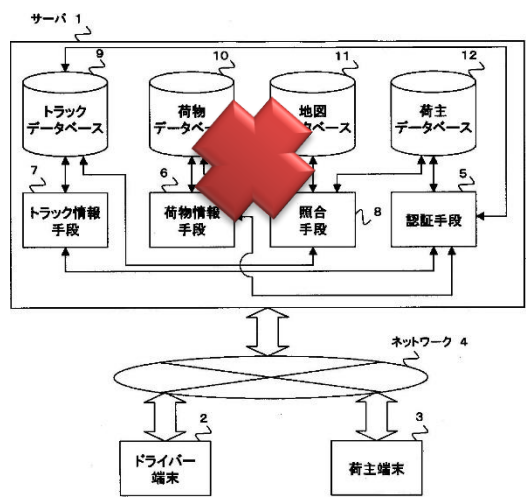 サーバ 1
9
10
11
12
トラック
データベース
荷物
データベース
地図
タベース
荷主
データベース
7
6
8
5
トラック情報
手段
荷物情報
手段
照合
手段
認証手段
ネットワーク 4
2
3
ドライバー
端末
荷主端末